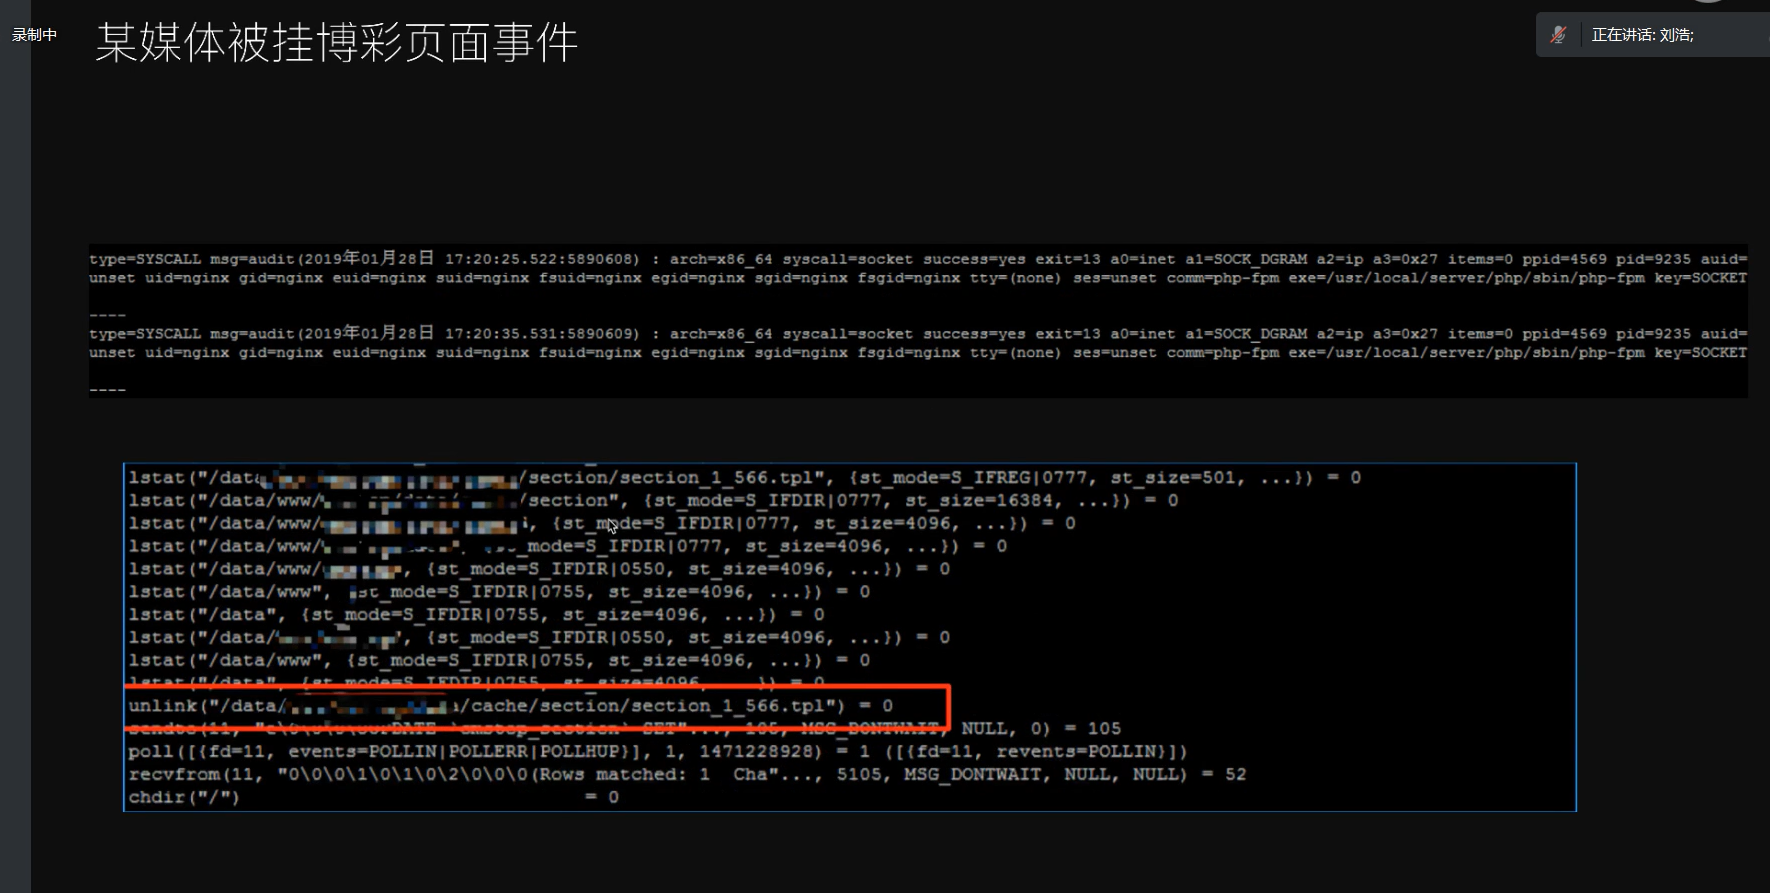 录制中
某媒体被挂博彩页面事件
正在讲话: 刘浩;
type=SYSCALL msg=audit(2019年01月28日 17:20:25.522:5890608) : arch=x86_64 syscall=socket success=yes exit=13 a0=inet a1=SOCK_DGRAM a2=ip a3=0x27 items=0 ppid=4569 pid=9235 auid=
unset uid=nginx gid=nginx euid=nginx suid=nginx fsuid=nginx egid=nginx sgid=nginx fsgid=nginx tty=(none) ses=unset comm=php-fpm exe=/usr/local/server/php/sbin/php-fpm key=SOCKET
----
type=SYSCALL msg=audit(2019年01月28日 17:20:35.531:5890609) : arch=x86_64 syscall=socket success=yes exit=13 a0=inet a1=SOCK_DGRAM a2=ip a3=0x27 items=0 ppid=4569 pid=9235 auid=
unset uid=nginx gid=nginx euid=nginx suid=nginx fsuid=nginx egid=nginx sgid=nginx fsgid=nginx tty=(none) ses=unset comm=php-fpm exe=/usr/local/server/php/sbin/php-fpm key=SOCKET
----
lstat("/data /section/section_1_566.tpl", {st_mode=S_IFREG|0777, st_size=501, ...}) = 0
lstat("/data/www/ /section", {st_mode=S_IFDIR|0777, st_size=16384, ...}) = 0
lstat("/data/www/ , {st_mode=S_IFDIR|0777, st_size=4096, ...}) = 0
lstat("/data/www/ _mode=S_IFDIR|0777, st_size=4096, ...}) = 0
lstat("/data/www/ , {st_mode=S_IFDIR|0550, st_size=4096, ...}) = 0
lstat("/data/www", st_mode=S_IFDIR|0755, st_size=4096, ...}) = 0
lstat("/data", {st_mode=S_IFDIR|0755, st_size=4096, ...}) = 0
lstat("/data/ ', {st_mode=S_IFDIR|0550, st_size=4096, ...}) = 0
lstat("/data/www", {st_mode=S_IFDIR|0755, st_size=4096, ...}) = 0
lstat("/data", {st_mode=S_IFDIR|0755, st_size=4096, ...}) = 0
unlink("/data/ /cache/section/section_1_566.tpl") = 0
sendto(11, SET"..., 105, MSG_DONTWAIT, NULL, 0) = 105
poll([{fd=11, events=POLLIN|POLLERR|POLLHUP}], 1, 1471228928) = 1 ([{fd=11, revents=POLLIN}])
recvfrom(11, "0\0\0\1\0\1\0\2\0\0\0(Rows matched: 1  Cha"..., 5105, MSG_DONTWAIT, NULL, NULL) = 52
chdir("/") = 0